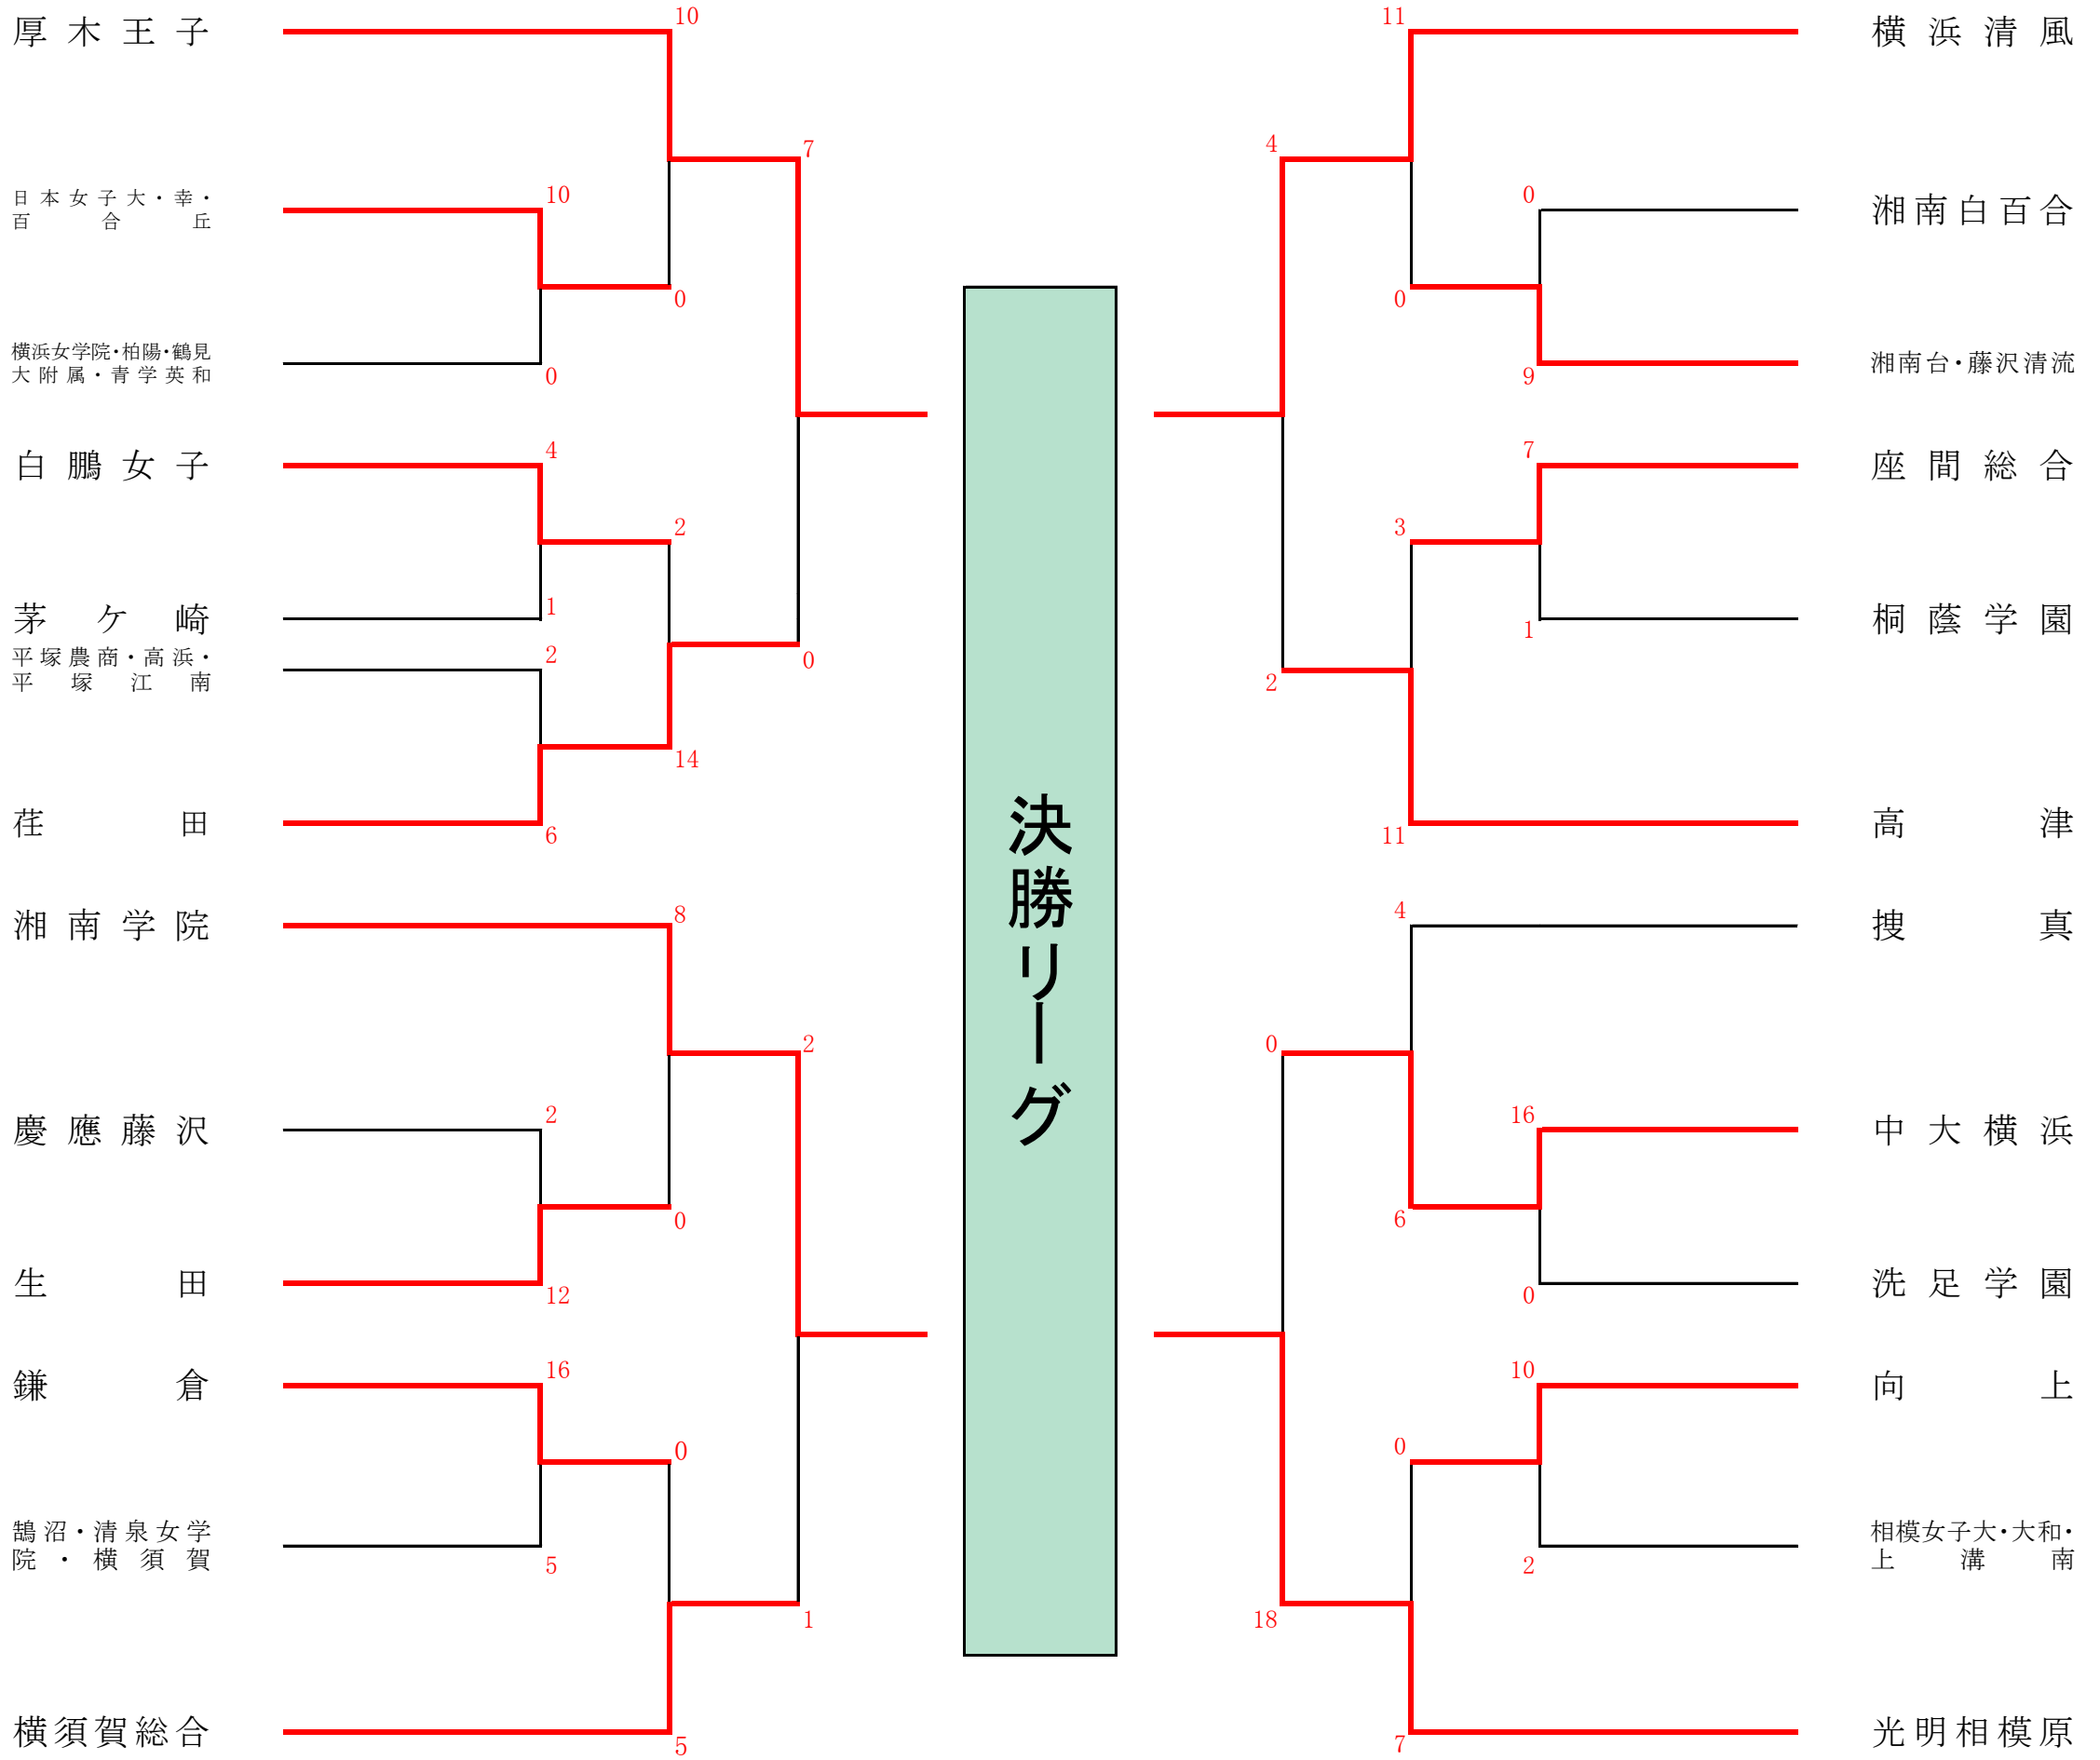 厚木王子
10
日本女子大・幸・
百合丘
10
0
横浜女学院・柏陽・鶴見
大附属・青学英和
0
7
白鵬女子
4
2
茅ケ崎
1
平塚農商・高浜・
平塚江南
2
0
14
荏田
6
湘南学院
8
2
慶應藤沢
2
0
生田
12
鎌倉
16
0
鵠沼・清泉女学
院・横須賀
5
1
横須賀総合
5
決勝リーグ
11
横浜清風
4
0
湘南白百合
0
9
湘南台・藤沢清流
7
座間総合
3
1
桐蔭学園
2
11
高津
4
捜真
0
16
中大横浜
6
0
洗足学園
10
向上
0
2
相模女子大・大和・
上溝南
18
7
光明相模原